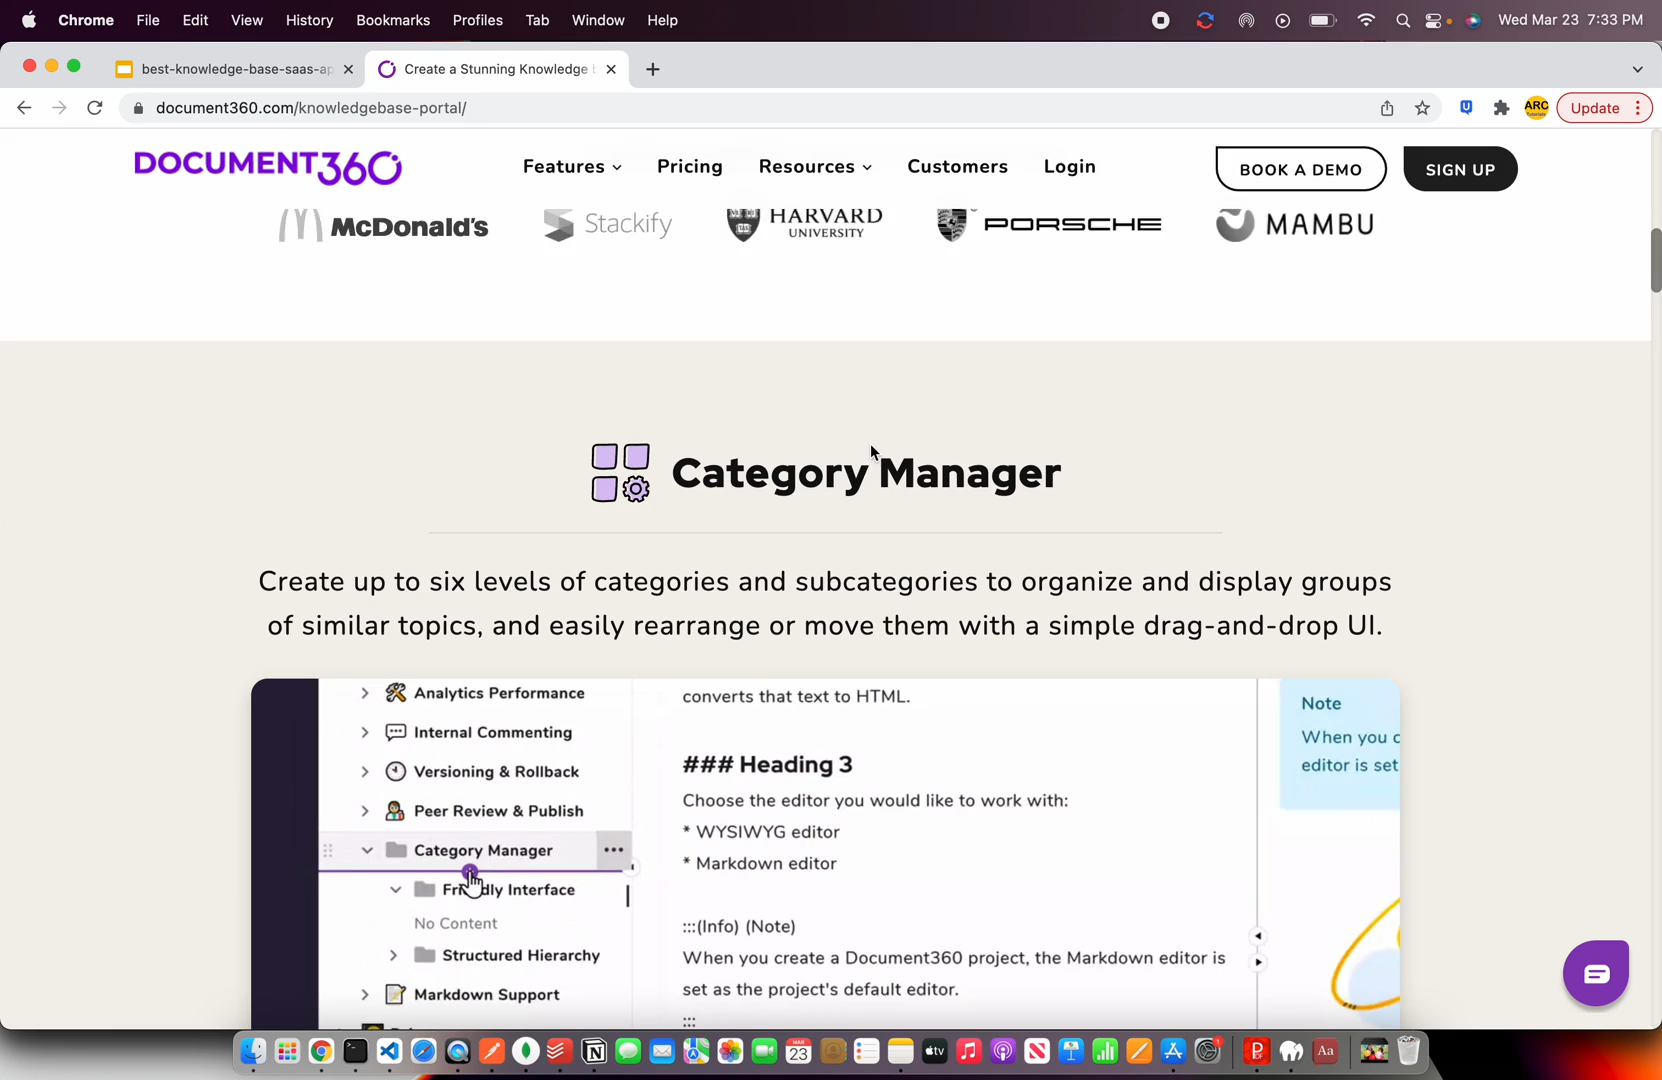 Chrome File Edit View History Bookmarks Profiles Tab Window Help Wed Mar 23 7:33 PM
best-knowledge-base-saas-ap Create a Stunning Knowledge
document360.com/knowledgebase-portal/ ARC Update
DOCUMENT360 Features Pricing Resources Customers Login BOOK A DEMO SIGN UP
McDonald's Stackify HARVARD UNIVERSITY PORSCHE MAMBU
Category Manager
Create up to six levels of categories and subcategories to organize and display groups
of similar topics, and easily rearrange or move them with a simple drag-and-drop UI.
Analytics Performance
Internal Commenting
Versioning & Rollback
Peer Review & Publish
Category Manager
Friendly Interface
No Content
Structured Hierarchy
Markdown Support
converts that text to HTML.
### Heading 3
Choose the editor you would like to work with:
* WYSIWYG editor
* Markdown editor
:::(Info) (Note)
When you create a Document360 project, the Markdown editor is
set as the project's default editor.
:::
Note
When you c
editor is set
MAR
23
tv
Aa